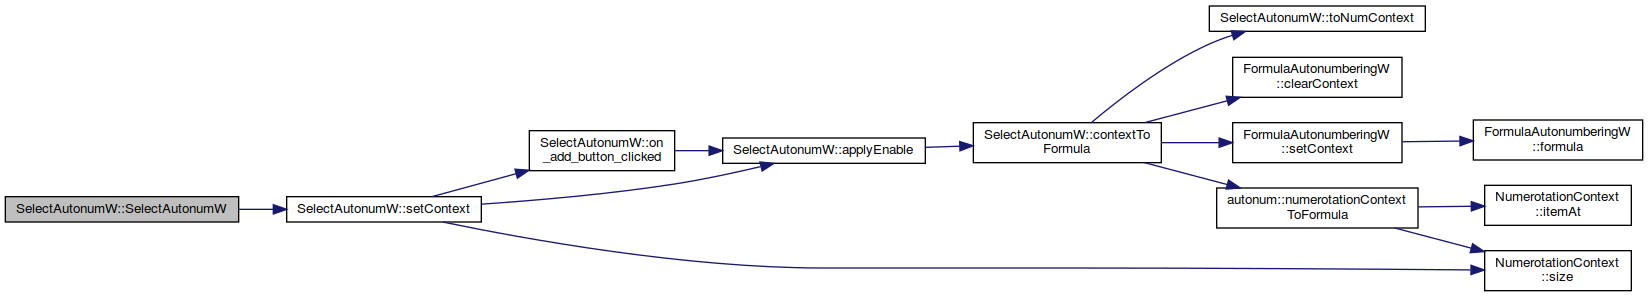 SelectAutonumW::SelectAutonumW
SelectAutonumW::setContext
SelectAutonumW::on
_add_button_clicked
SelectAutonumW::applyEnable
SelectAutonumW::contextTo
Formula
SelectAutonumW::toNumContext
FormulaAutonumberingW
::clearContext
FormulaAutonumberingW
::setContext
FormulaAutonumberingW
::formula
autonum::numerotationContext
ToFormula
NumerotationContext
::itemAt
NumerotationContext
::size